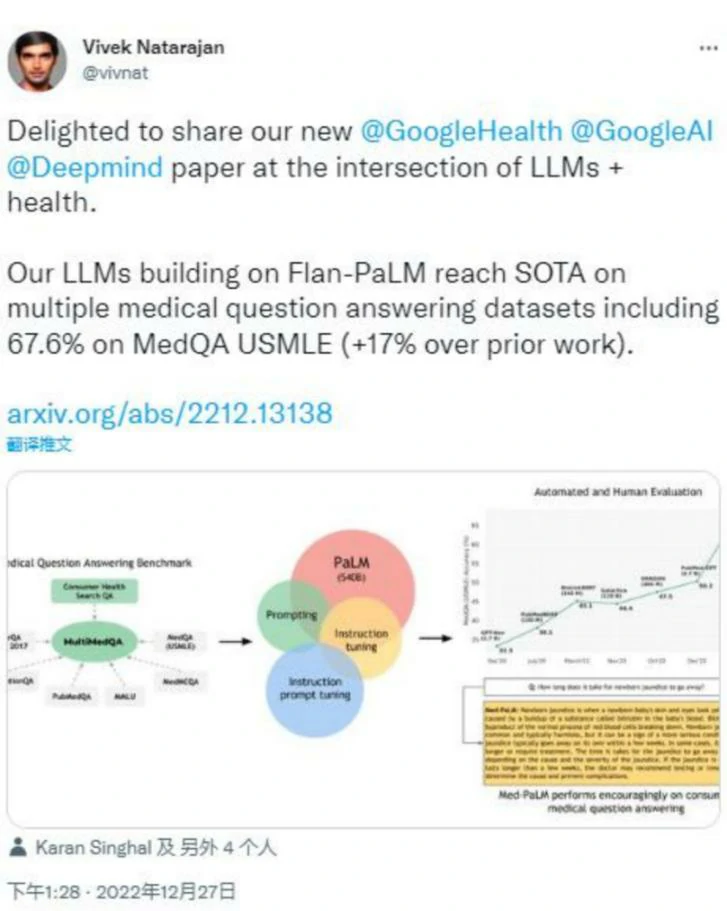 Vivek Natarajan
@vivnat
Delighted to share our new @GoogleHealth @GoogleAI
@Deepmind paper at the intersection of LLMs +
health.
Our LLMs building on Flan-PaLM reach SOTA on
multiple medical question answering datasets including
67.6% on MedQA USMLE (+17% over prior work).
arxiv.org/abs/2212.13138
翻译推文
dical Question Answering Benchmark
Consumer Health
Search QA
MultiMedQA
2017
MedQA
(USMLE)
MedMCQA
PubMedQA
PaLM
(540B)
Prompting
Instruction
tuning
Instruction
prompt tuning
Automated and Human Evaluation
Q: How long does it take for newborn jaundice to go away?
Med-PaLM performs encouragingly on consum
medical question answering
Karan Singhal 及 另外 4 个人
下午1:28 · 2022年12月27日